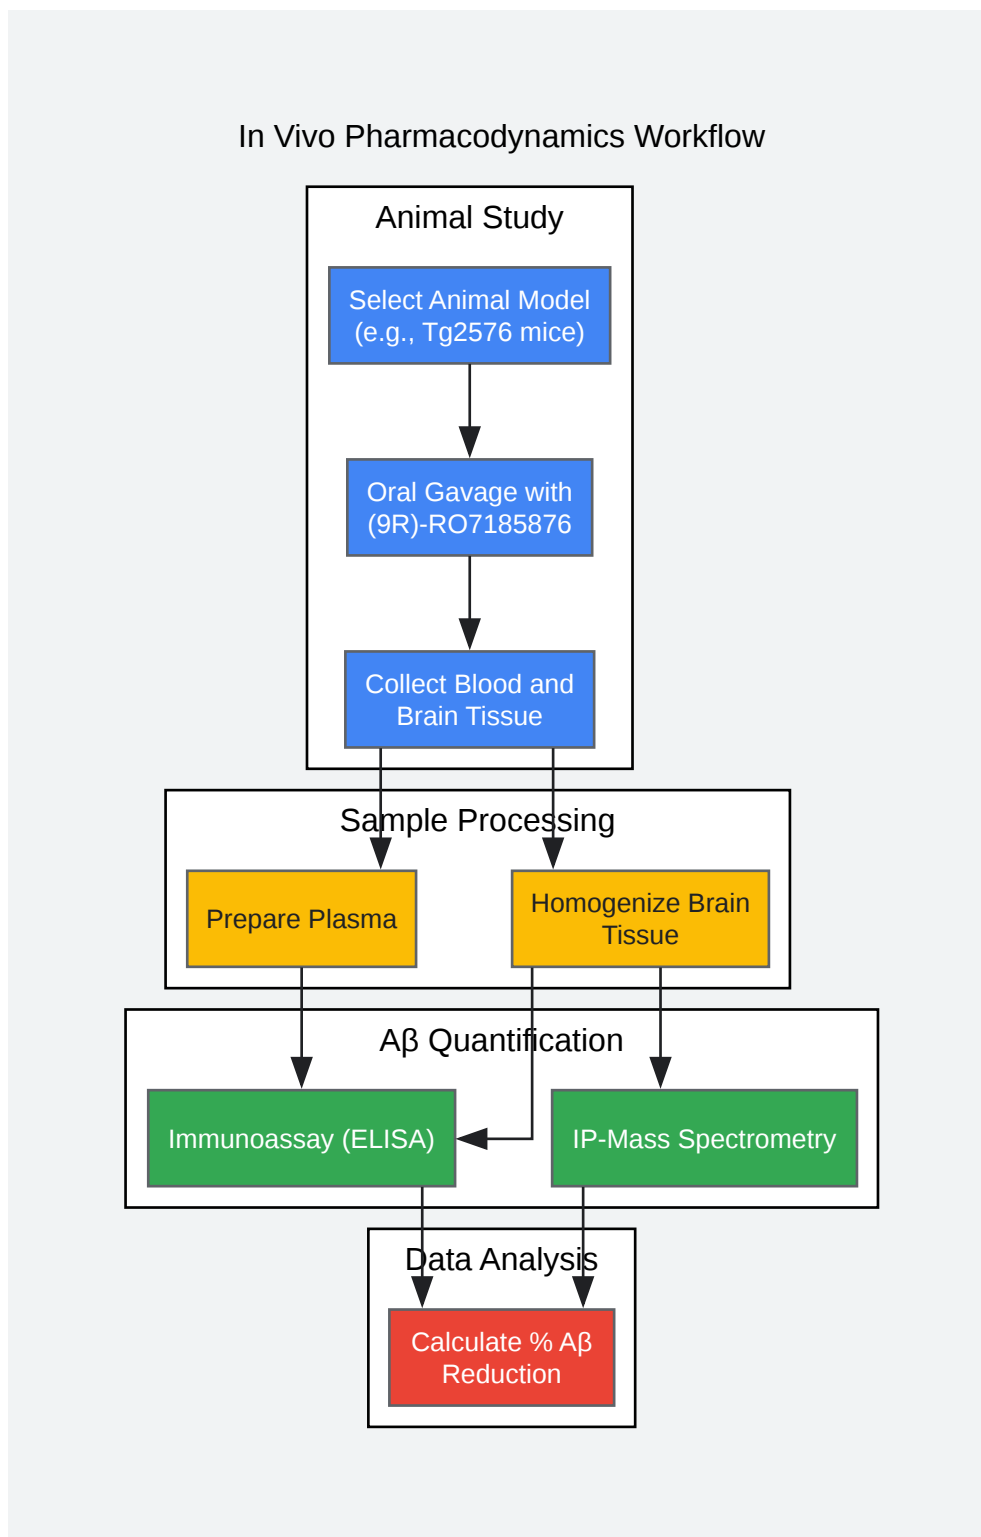 In Vivo Pharmacodynamics Workflow
Animal Study
Select Animal Model
(e.g., Tg2576 mice)
Oral Gavage with
(9R)-RO7185876
Collect Blood and
Brain Tissue
Sample Processing
Prepare Plasma
Homogenize Brain
Tissue
Aβ Quantification
Immunoassay (ELISA)
IP-Mass Spectrometry
Data Analysis
Calculate % Aβ
Reduction